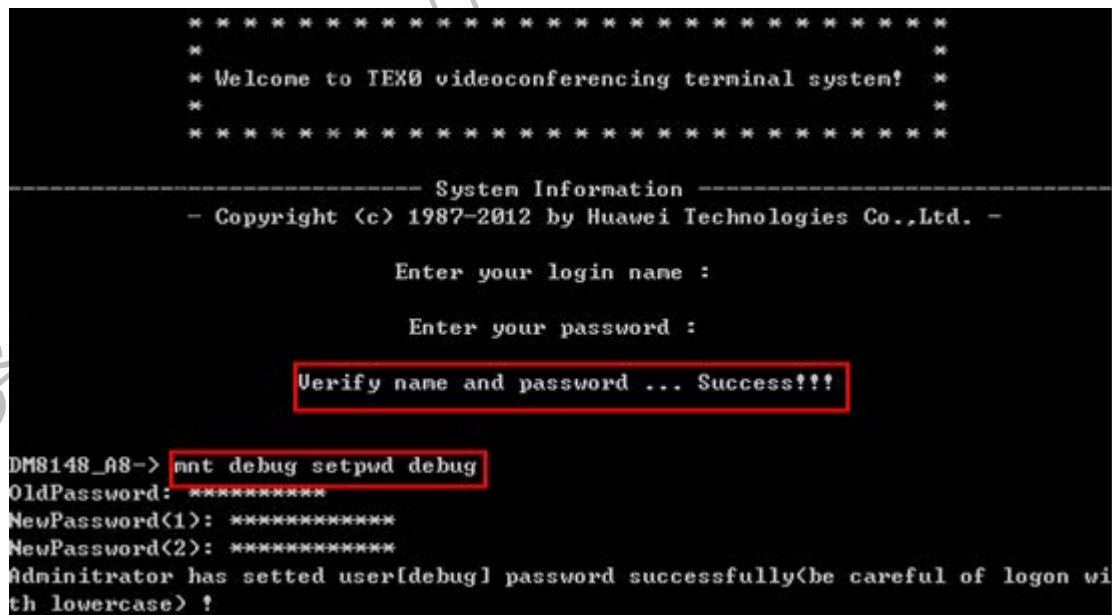 * * * * * * * * * * * * * * * * * * * * * * * * * * * *
* *
* Welcome to TEX0 videoconferencing terminal system! *
* *
* * * * * * * * * * * * * * * * * * * * * * * * * * * *
------------------------------ System Information ------------------------------
- Copyright (c) 1987-2012 by Huawei Technologies Co.,Ltd. -
Enter your login name :
Enter your password :
Verify name and password ... Success!!!
DM8148_A8-> mnt debug setpwd debug
OldPassword: **********
NewPassword(1): ************
NewPassword(2): ************
Adminitrator has setted user[debug] password successfully(be careful of logon wi
th lowercase) !